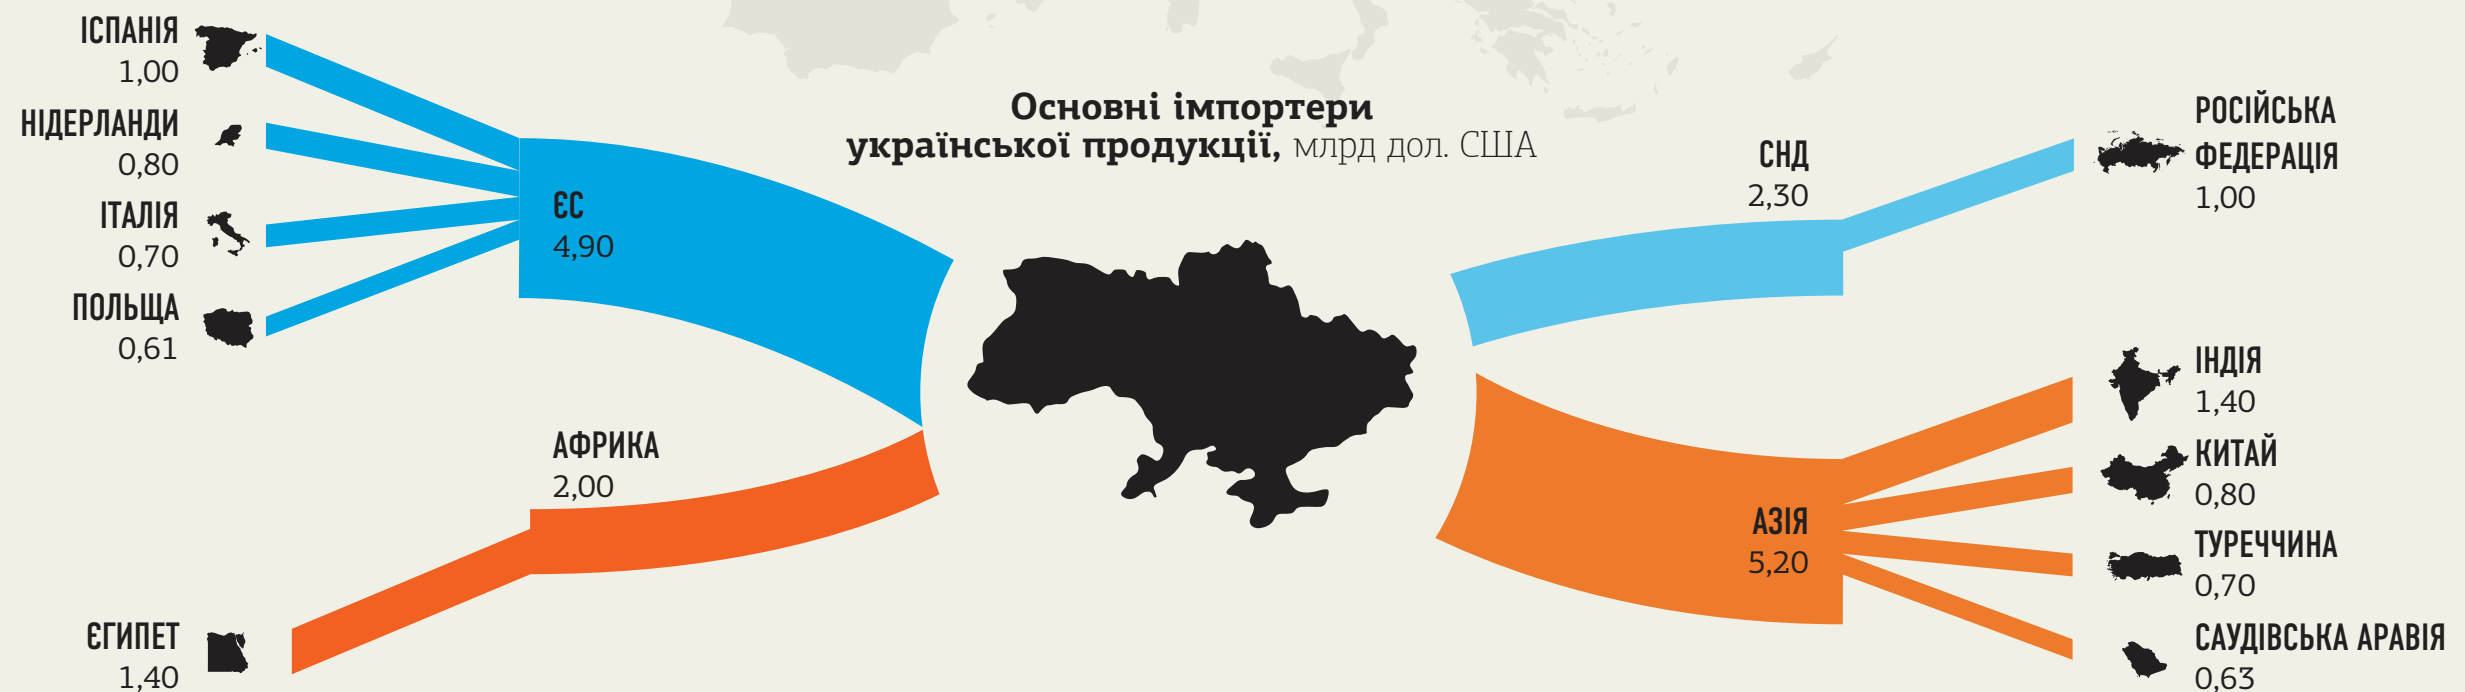 Основні імпортери
української продукції, млрд дол. США
ІСПАНІЯ
1,00
НІДЕРЛАНДИ
0,80
ІТАЛІЯ
0,70
ПОЛЬЩА
0,61
ЄС
4,90
АФРИКА
2,00
ЄГИПЕТ
1,40
СНД
2,30
РОСІЙСЬКА
ФЕДЕРАЦІЯ
1,00
АЗІЯ
5,20
ІНДІЯ
1,40
КИТАЙ
0,80
ТУРЕЧЧИНА
0,70
САУДІВСЬКА АРАВІЯ
0,63